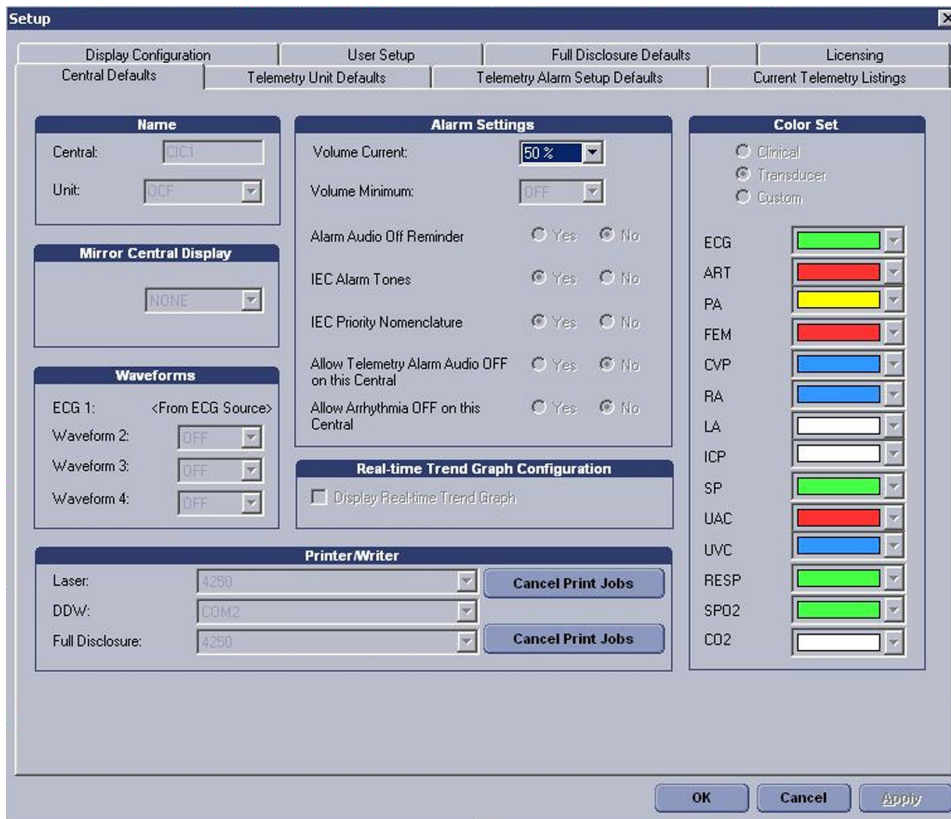 Setup
Display Configuration User Setup Full Disclosure Defaults Licensing
Central Defaults Telemetry Unit Defaults Telemetry Alarm Setup Defaults Current Telemetry Listings
Name
Central: CIC1
Unit: OCF
Mirror Central Display
NONE
Waveforms
ECG 1: <From ECG Source>
Waveform 2: OFF
Waveform 3: OFF
Waveform 4: OFF
Alarm Settings
Volume Current: 50 %
Volume Minimum: OFF
Alarm Audio Off Reminder Yes No
IEC Alarm Tones Yes No
IEC Priority Nomenclature Yes No
Allow Telemetry Alarm Audio OFF Yes No
on this Central
Allow Arrhythmia OFF on this Yes No
Central
Real-time Trend Graph Configuration
Display Real-time Trend Graph
Printer/Writer
Laser: 4250 Cancel Print Jobs
DDW: COM2
Full Disclosure: 4250 Cancel Print Jobs
Color Set
Clinical
Transducer
Custom
ECG
ART
PA
FEM
CVP
RA
LA
ICP
SP
UAC
UVC
RESP
SPO2
CO2
OK Cancel Apply